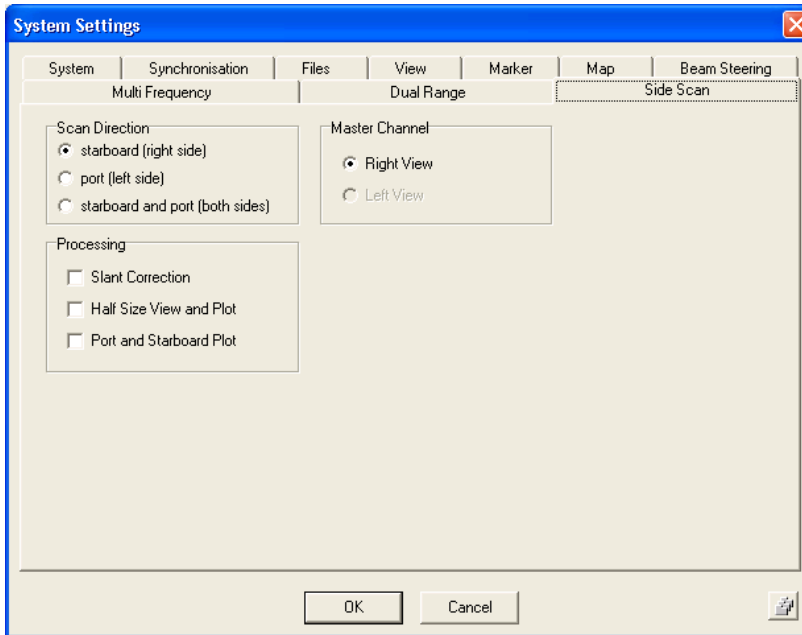 System Settings
System Synchronisation Files View Marker Map Beam Steering
Multi Frequency Dual Range Side Scan
Scan Direction
starboard (right side)
port (left side)
starboard and port (both sides)
Master Channel
Right View
Left View
Processing
Slant Correction
Half Size View and Plot
Port and Starboard Plot
OK Cancel